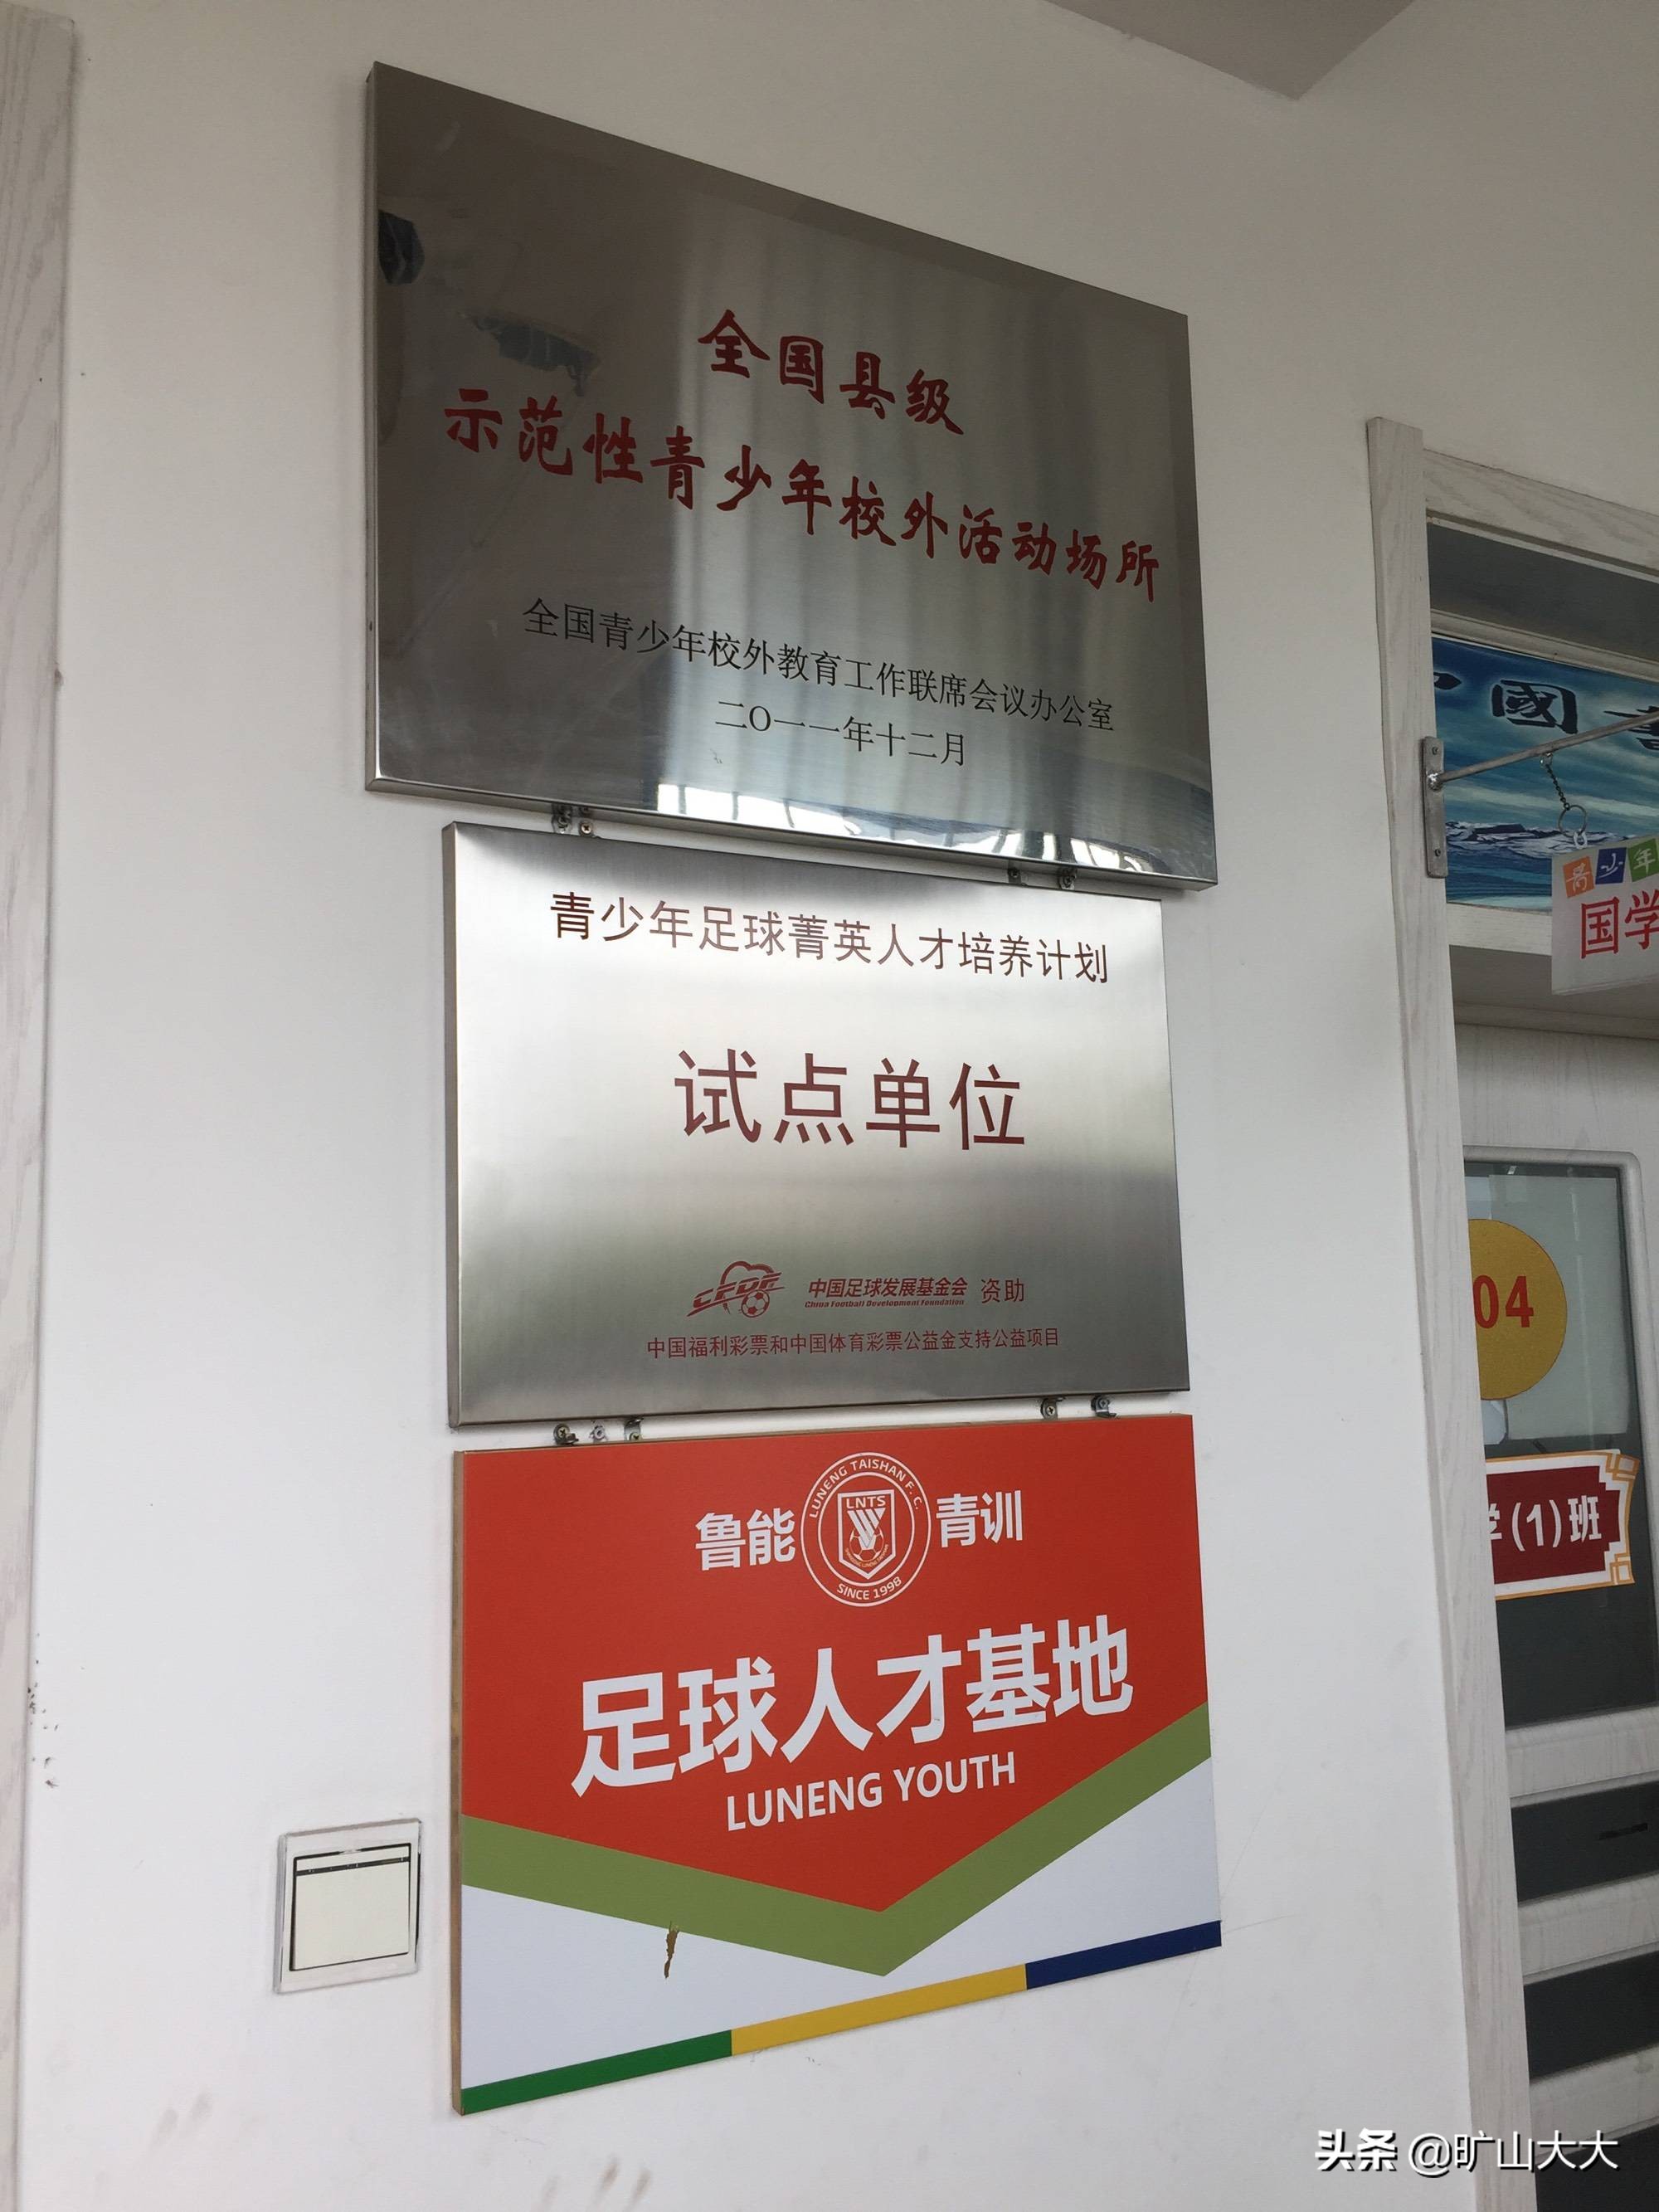 全国县级
示范性青少年校外活动场所
全国青少年校外教育工作联席会议办公室
二〇一一年十二月
青少年足球菁英人才培养计划
试点单位
CFDF 中国足球发展基金会 资助
China Football Development Foundation
中国福利彩票和中国体育彩票公益金支持公益项目
鲁能 青训
LUNENG TAISHAN F.C.
LNTS
SINCE 1998
足球人才基地
LUNENG YOUTH
國
青少年
国学
04
学(1)班
头条 @旷山大大